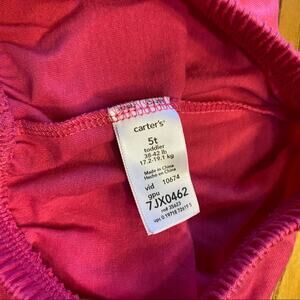 carter's
5t
toddler
38-42 lb
17.2-19.1 kg
Made in China
Hecho en China
vid 10674
gpu
7JX0462